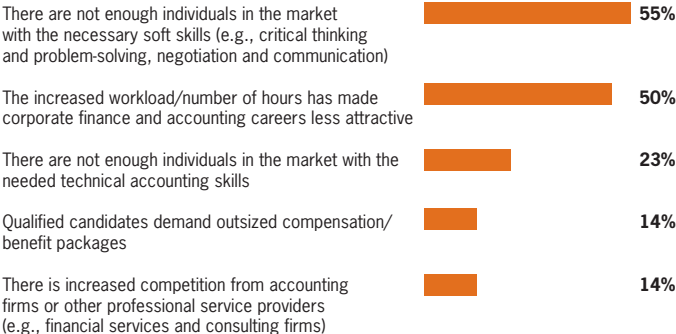 There are not enough individuals in the market
with the necessary soft skills (e.g., critical thinking
and problem-solving, negotiation and communication)
55%
The increased workload/number of hours has made
corporate finance and accounting careers less attractive
50%
There are not enough individuals in the market with the
needed technical accounting skills
23%
Qualified candidates demand outsized compensation/
benefit packages
14%
There is increased competition from accounting
firms or other professional service providers
(e.g., financial services and consulting firms)
14%